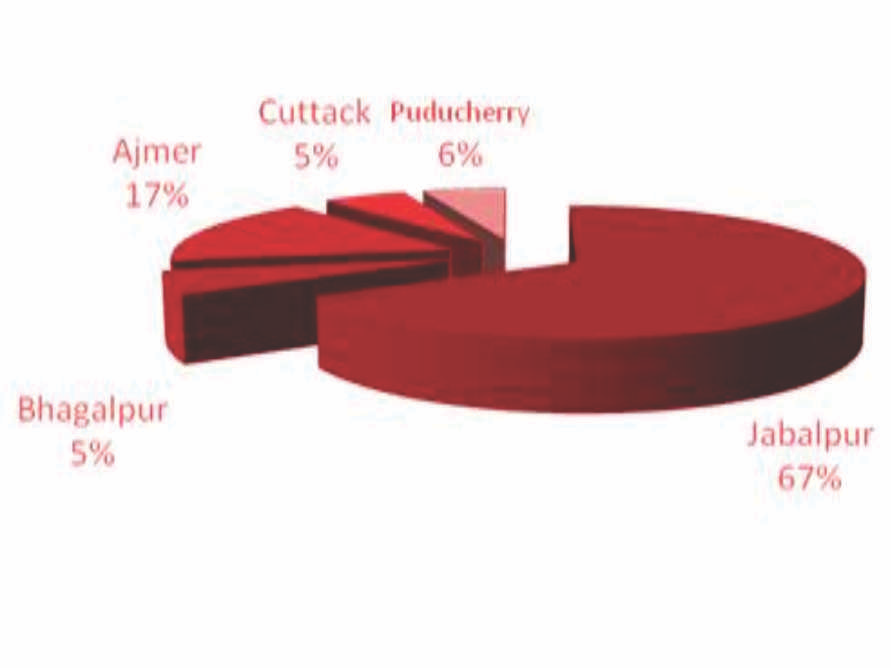 Cuttack
5%
Puducherry
6%
Ajmer
17%
Bhagalpur
5%
Jabalpur
67%